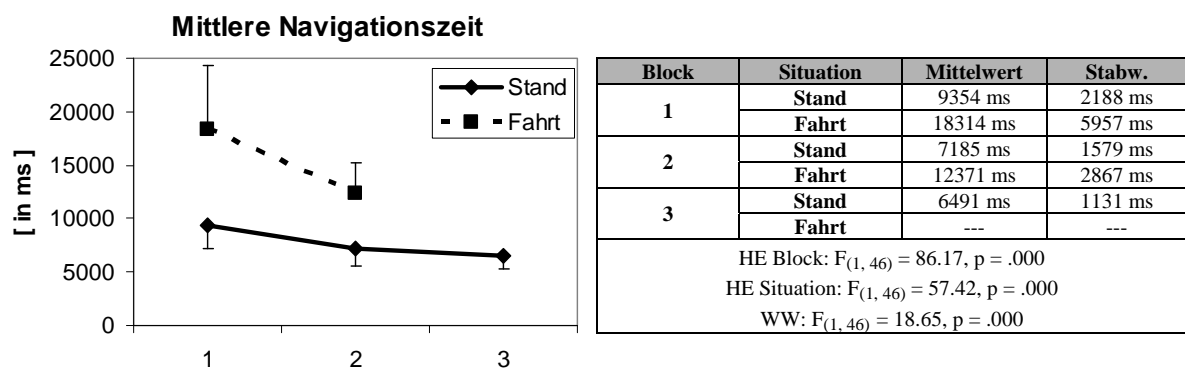 Mittlere Navigationszeit
[ in ms ]
25000
20000
15000
10000
5000
0
1 2 3
Stand
Fahrt
Block Situation Mittelwert Stabw.
1 Stand 9354 ms 2188 ms
Fahrt 18314 ms 5957 ms
2 Stand 7185 ms 1579 ms
Fahrt 12371 ms 2867 ms
3 Stand 6491 ms 1131 ms
Fahrt --- ---
HE Block: F(1, 46) = 86.17, p = .000
HE Situation: F(1, 46) = 57.42, p = .000
WW: F(1, 46) = 18.65, p = .000